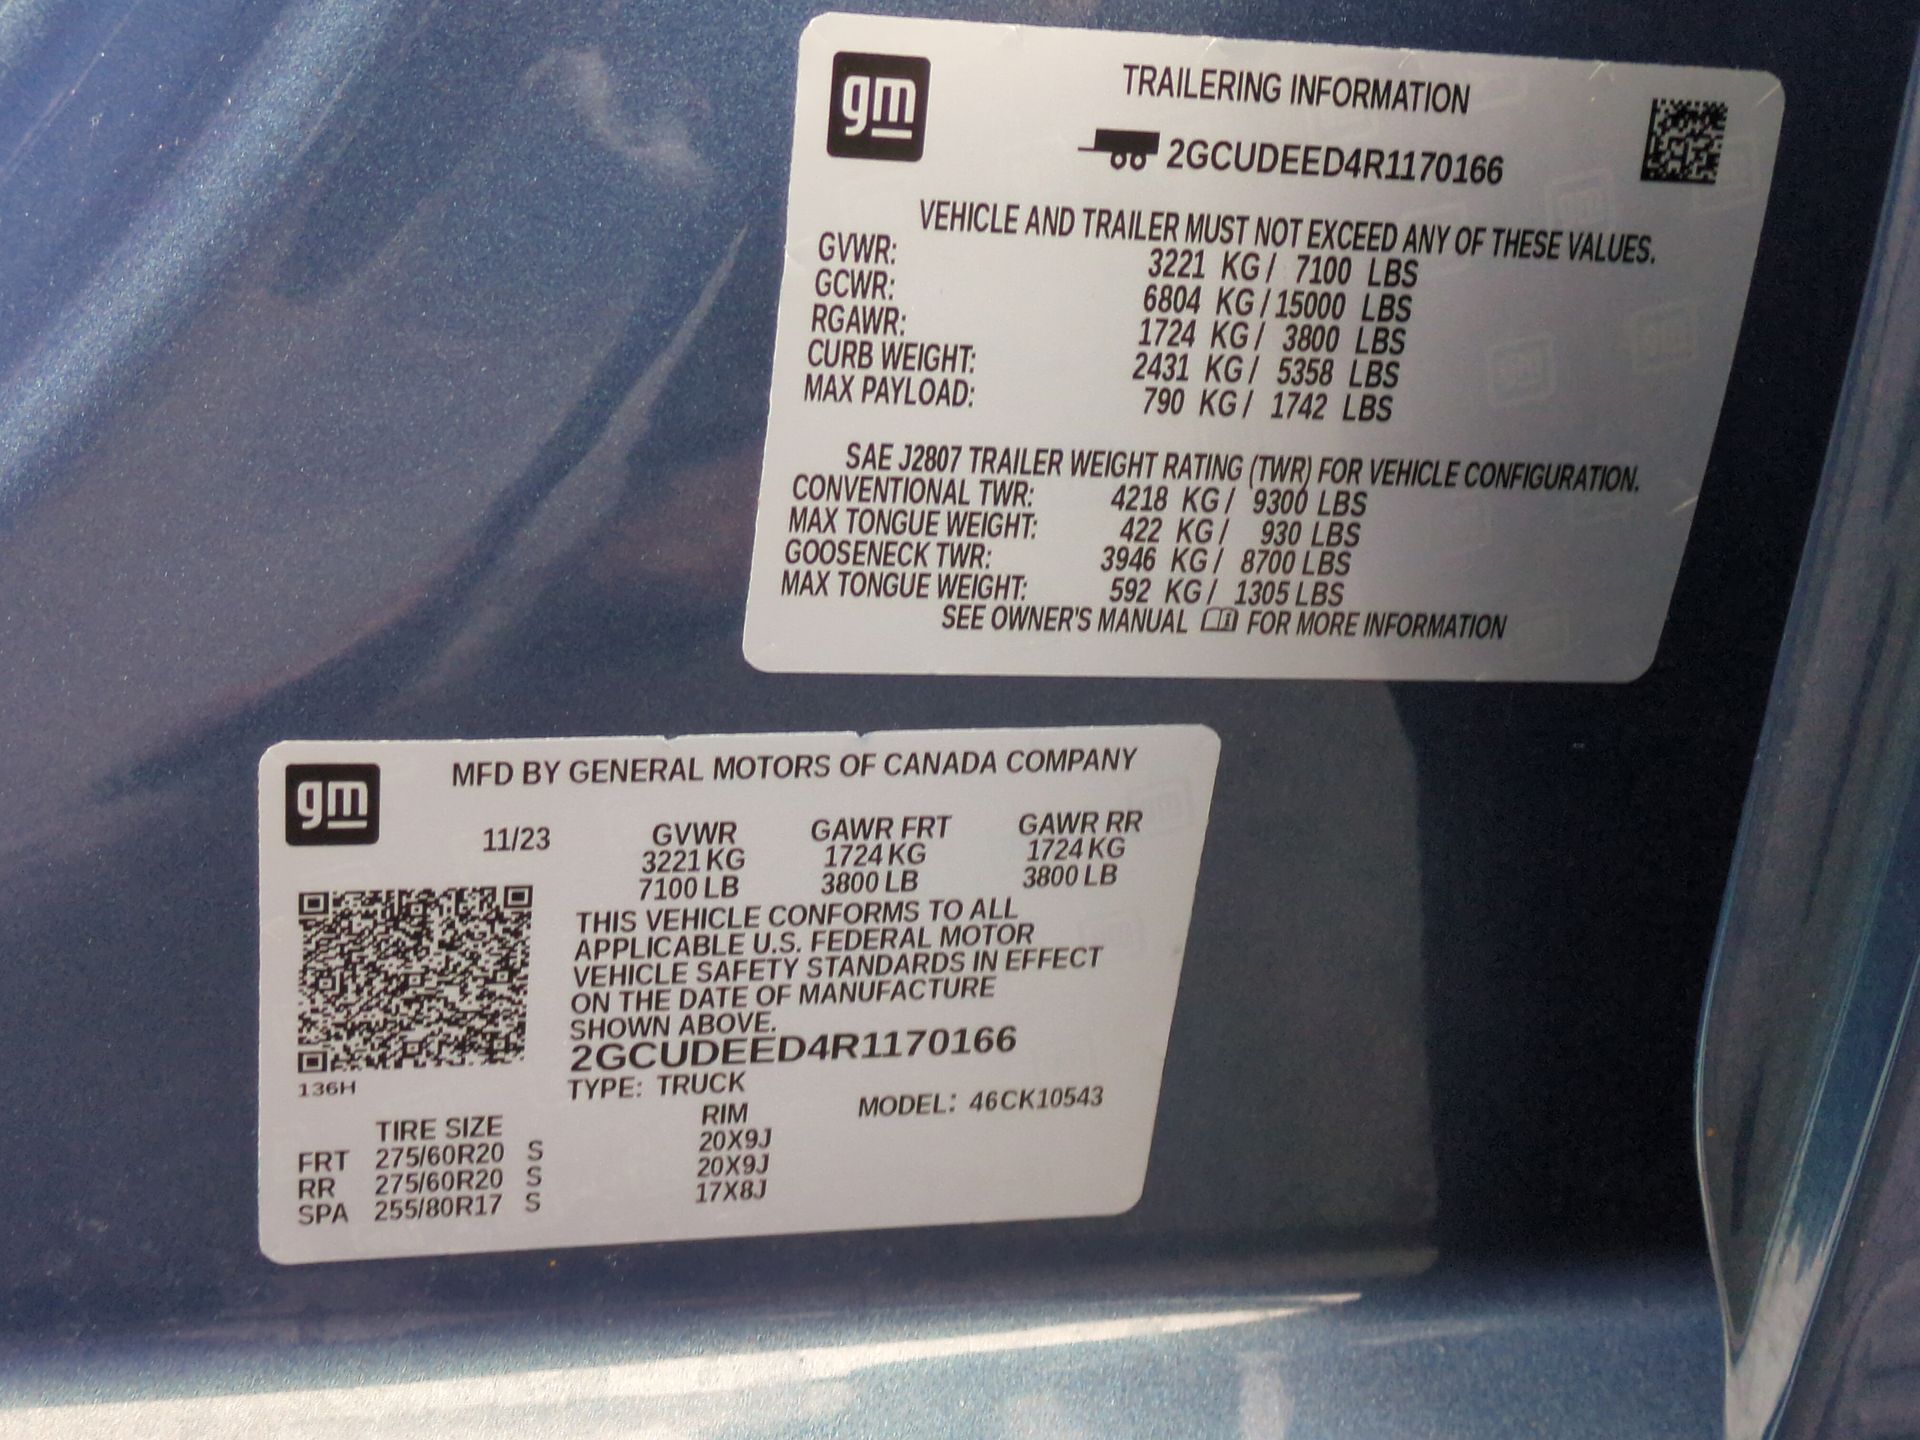 gm
TRAILERING INFORMATION
2GCUDEED4R1170166
VEHICLE AND TRAILER MUST NOT EXCEED ANY OF THESE VALUES.
GVWR: 3221 KG / 7100 LBS
GCWR: 6804 KG / 15000 LBS
RGAWR: 1724 KG / 3800 LBS
CURB WEIGHT: 2431 KG / 5358 LBS
MAX PAYLOAD: 790 KG / 1742 LBS
SAE J2807 TRAILER WEIGHT RATING (TWR) FOR VEHICLE CONFIGURATION.
CONVENTIONAL TWR: 4218 KG / 9300 LBS
MAX TONGUE WEIGHT: 422 KG / 930 LBS
GOOSENECK TWR: 3946 KG / 8700 LBS
MAX TONGUE WEIGHT: 592 KG / 1305 LBS
SEE OWNER'S MANUAL FOR MORE INFORMATION
gm
MFD BY GENERAL MOTORS OF CANADA COMPANY
11/23 GVWR GAWR FRT GAWR RR
3221 KG 1724 KG 1724 KG
7100 LB 3800 LB 3800 LB
THIS VEHICLE CONFORMS TO ALL
APPLICABLE U.S. FEDERAL MOTOR
VEHICLE SAFETY STANDARDS IN EFFECT
ON THE DATE OF MANUFACTURE
SHOWN ABOVE.
2GCUDEED4R1170166
136H
TYPE: TRUCK
MODEL: 46CK10543
TIRE SIZE RIM
FRT 275/60R20 S 20X9J
RR 275/60R20 S 20X9J
SPA 255/80R17 S 17X8J